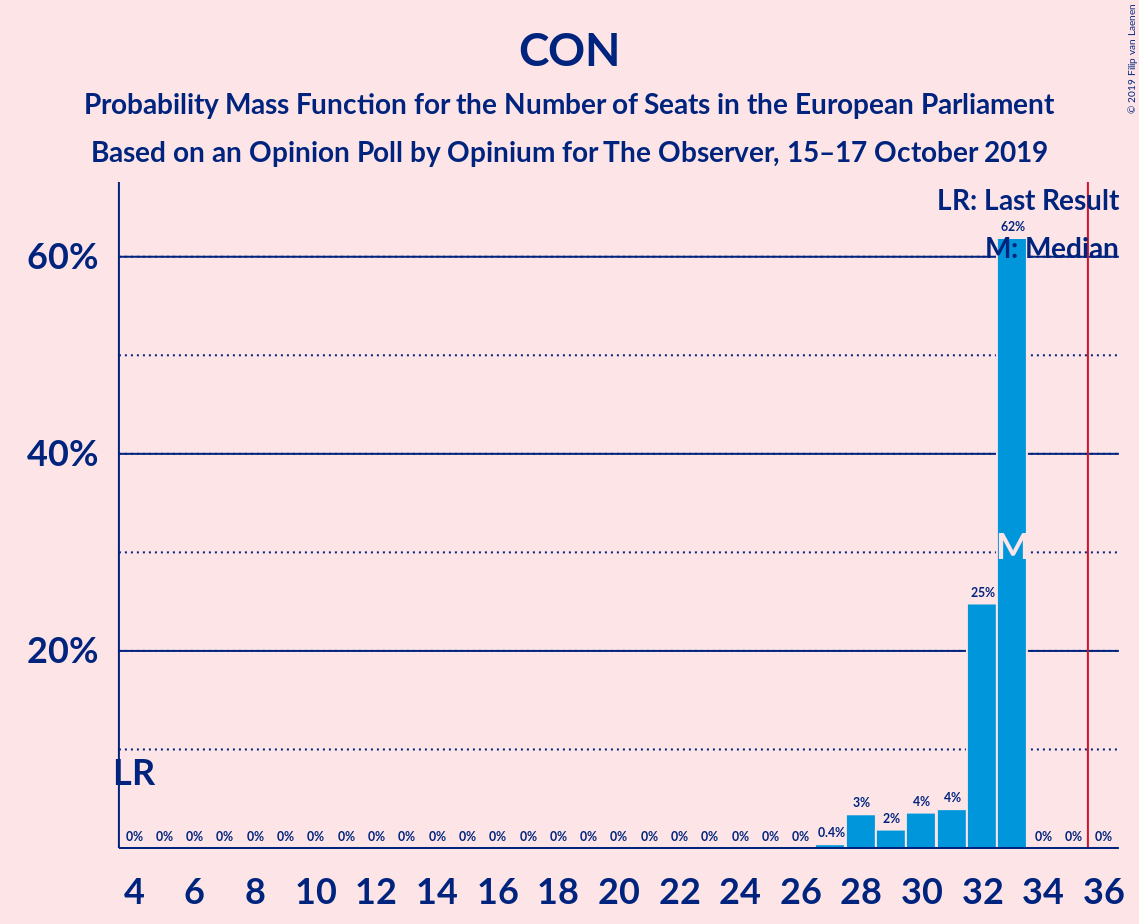 CON
Probability Mass Function for the Number of Seats in the European Parliament
Based on an Opinion Poll by Opinium for The Observer, 15–17 October 2019
© 2019 Filip van Laenen
LR: Last Result
M: Median
62%
60%
40%
M
25%
20%
LR
0% 0% 0% 0% 0% 0% 0% 0% 0% 0% 0% 0% 0% 0% 0% 0% 0% 0% 0% 0% 0% 0% 0% 0.4% 3% 2% 4% 4% 0% 0% 0%
4 6 8 10 12 14 16 18 20 22 24 26 28 30 32 34 36